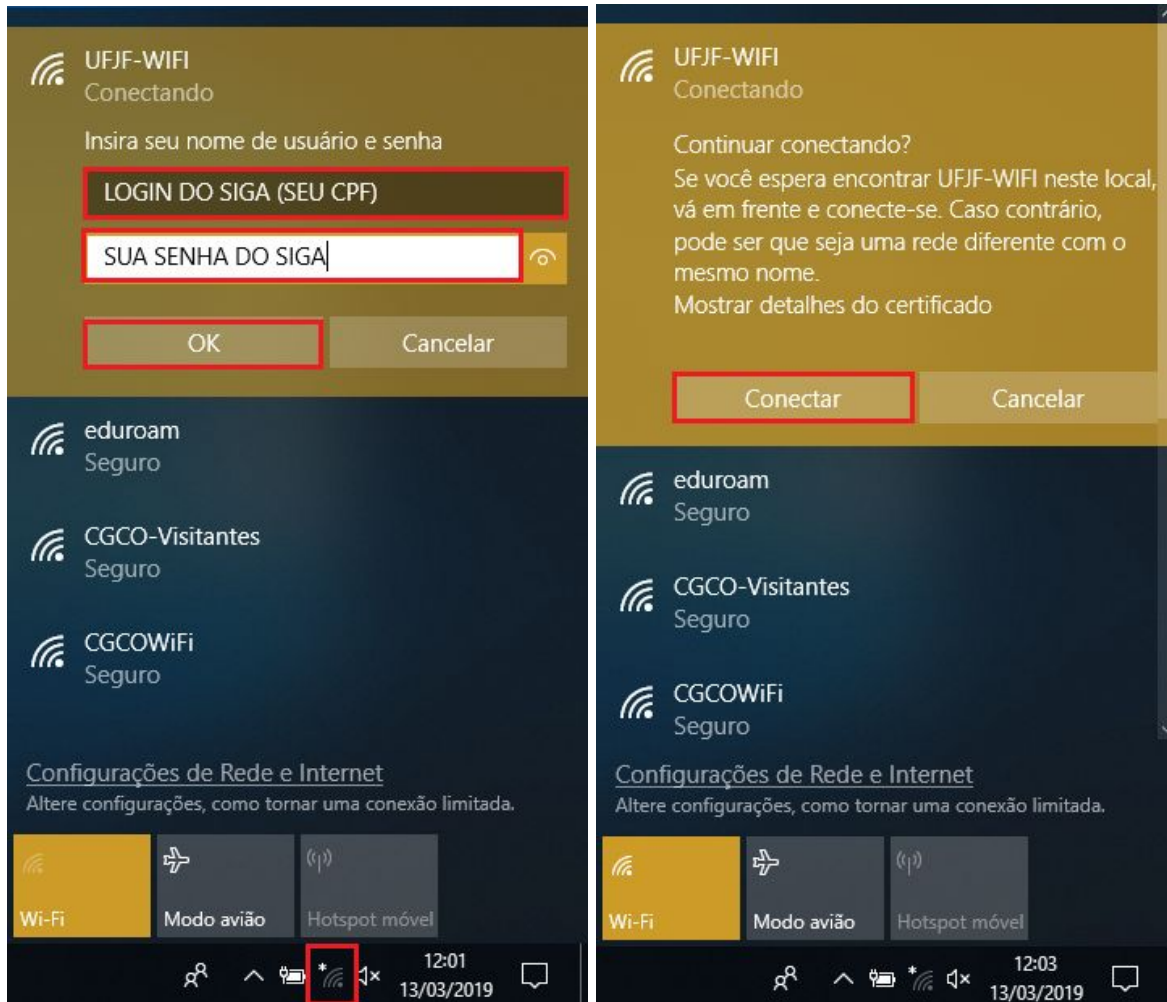 UFJF-WIFI
Conectando
Insira seu nome de usuário e senha
LOGIN DO SIGA (SEU CPF)
SUA SENHA DO SIGA
OK
Cancelar
eduroam
Seguro
CGCO-Visitantes
Seguro
CGCOWiFi
Seguro
Configurações de Rede e Internet
Altere configurações, como tornar uma conexão limitada.
Wi-Fi
Modo avião
Hotspot móvel
12:01
13/03/2019
UFJF-WIFI
Conectando
Continuar conectando?
Se você espera encontrar UFJF-WIFI neste local,
vá em frente e conecte-se. Caso contrário,
pode ser que seja uma rede diferente com o
mesmo nome.
Mostrar detalhes do certificado
Conectar
Cancelar
eduroam
Seguro
CGCO-Visitantes
Seguro
CGCOWiFi
Seguro
Configurações de Rede e Internet
Altere configurações, como tornar uma conexão limitada.
Wi-Fi
Modo avião
Hotspot móvel
12:03
13/03/2019